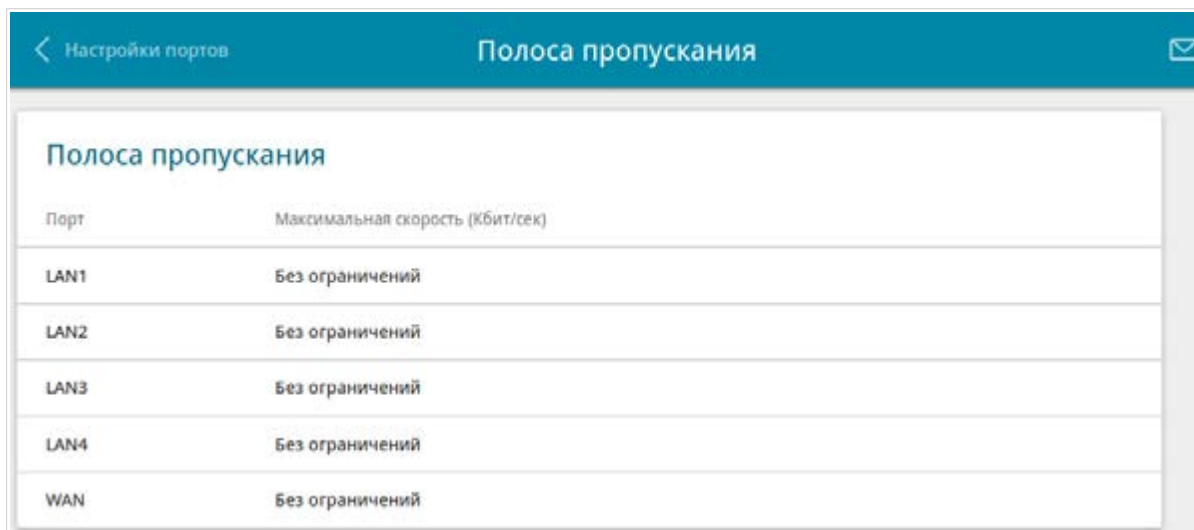 Настройки портов Полоса пропускания
Полоса пропускания
Порт Максимальная скорость (Кбит/сек)
LAN1 Без ограничений
LAN2 Без ограничений
LAN3 Без ограничений
LAN4 Без ограничений
WAN Без ограничений